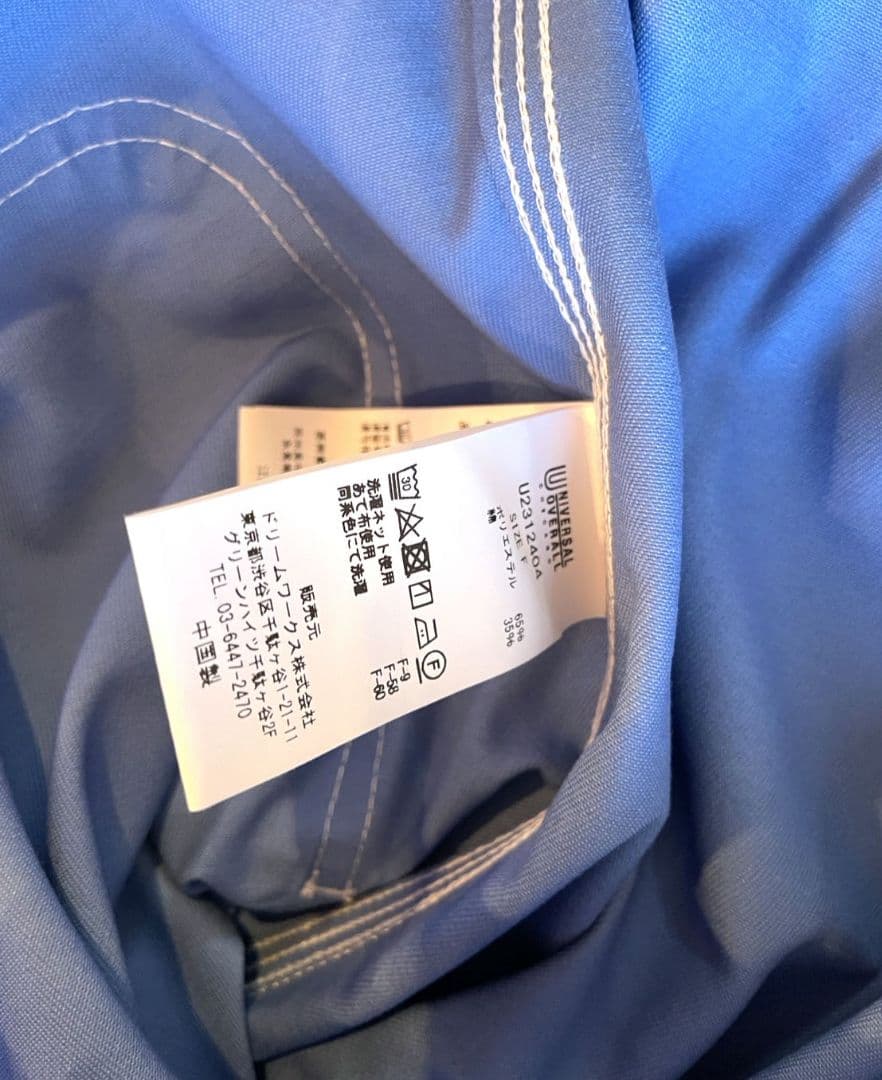 UNIVERSAL
OVERALL
CHICAGO
U231240A
SIZE F
ポリエステル 65%
綿 35%
30
F
洗濯ネット使用
あて布使用
同系色にて洗濯
F-9
F-58
F-60
販売元
ドリームワークス株式会社
東京都渋谷区千駄ケ谷1-21-11
グリーンハイツ千駄ケ谷2F
TEL 03-6447-2470
中国製